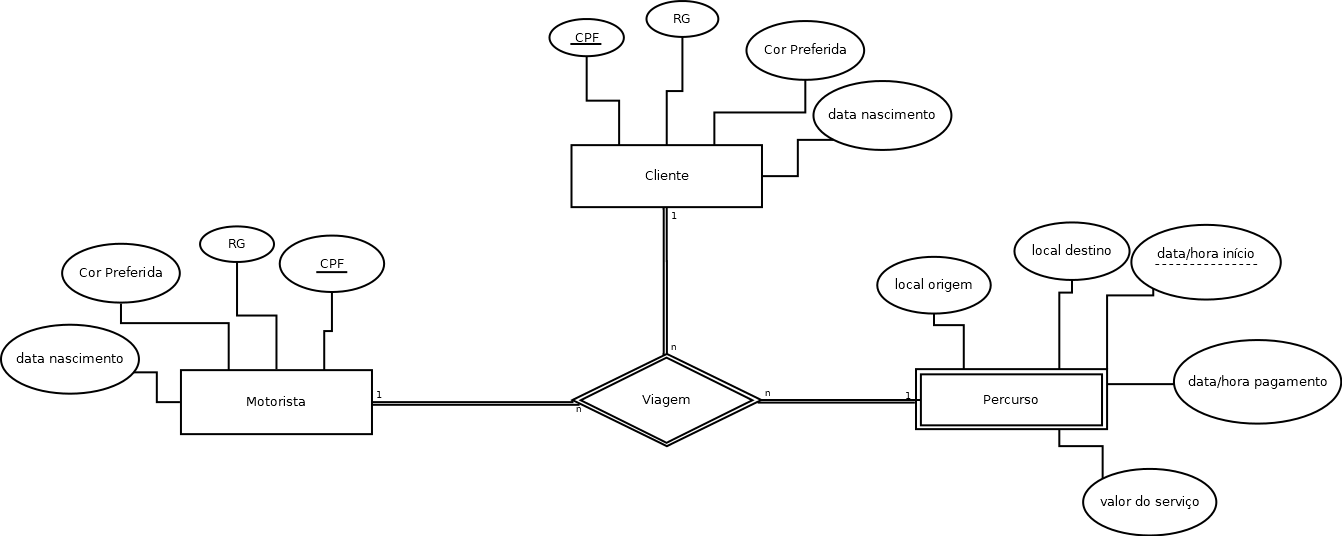 CPF
RG
Cor Preferida
data nascimento
Cliente
1
n
Cor Preferida
RG
CPF
data nascimento
Motorista
1
n
Viagem
n
1
Percurso
local origem
local destino
data/hora início
data/hora pagamento
valor do serviço